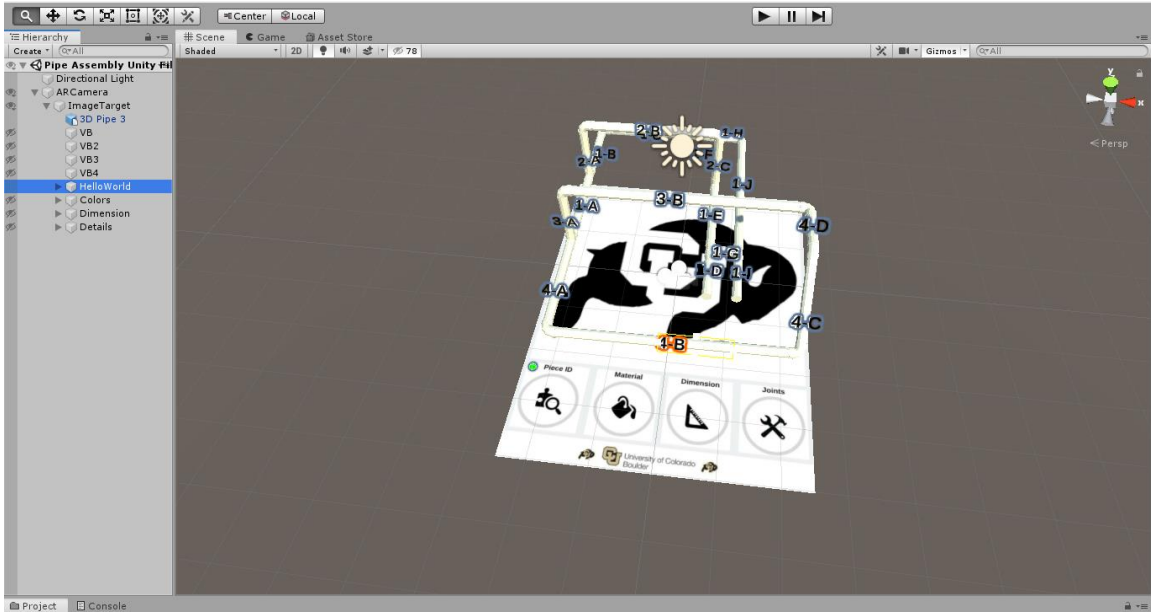 Center Local
Hierarchy
Scene Game Asset Store
Create All
Shaded 2D 78 Gizmos All
Pipe Assembly Unity
Directional Light
ARCamera
ImageTarget
3D Pipe 3
VB
VB2
VB3
VB4
HelloWorld
Colors
Dimension
Details
y
x
Persp
2-B 1-H
1-B F
2-A 2-C
1-J
3-B
1-A 1-E
3-A 4-D
1-G
1-D 1-I
4-A
4-C
Piece ID Material Dimension Joints
University of Colorado
Boulder
Project Console